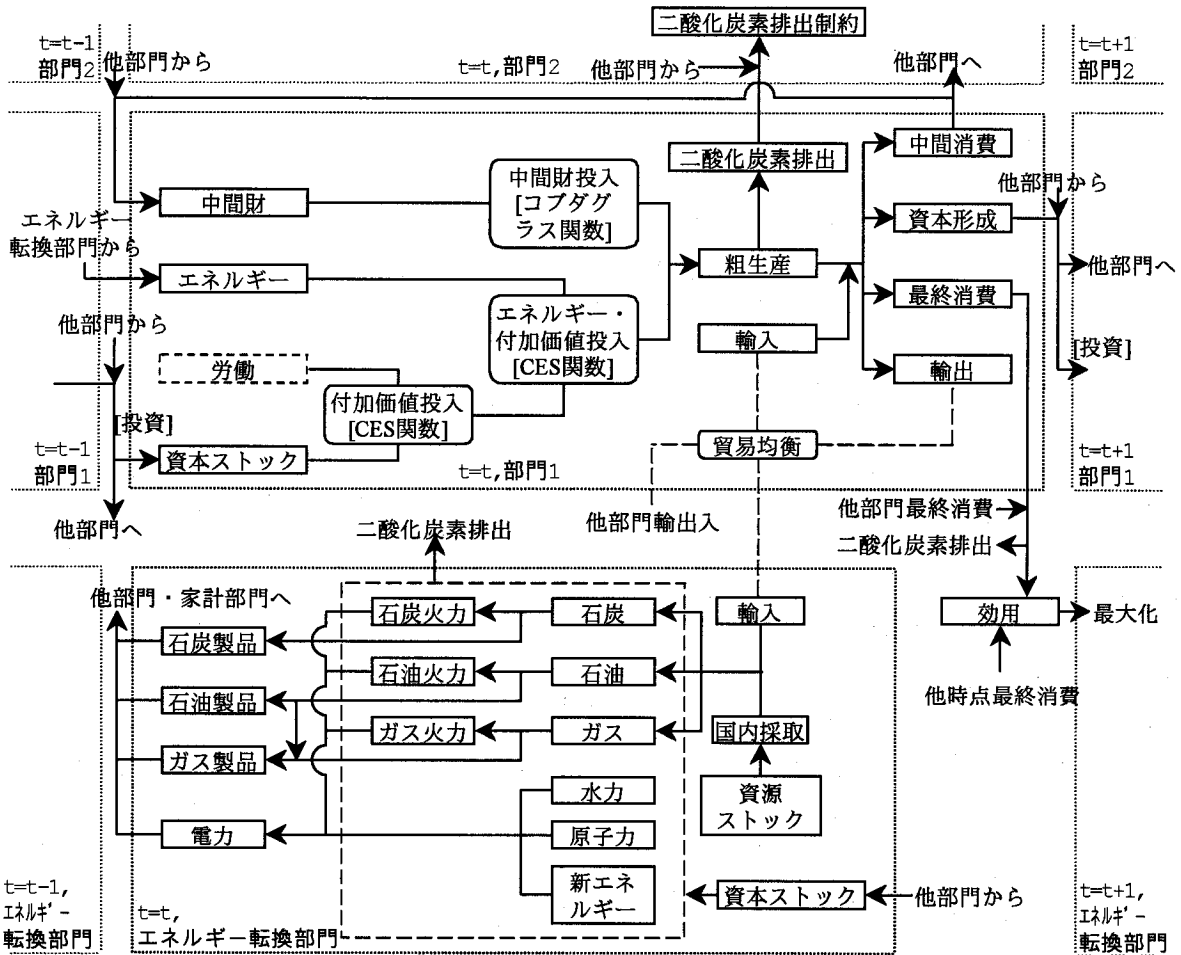 二酸化炭素排出制約
t=t-1
部門2
他部門から
t=t,部門2
他部門から
他部門へ
t=t+1
部門2
二酸化炭素排出
中間消費
中間財投入
[コブダグ
ラス関数]
中間財
他部門から
エネルギー
転換部門から
資本形成
粗生産
エネルギー
他部門へ
最終消費
エネルギー・
付加価値投入
[CES関数]
他部門から
輸入
[投資]
労働
輸出
付加価値投入
[CES関数]
[投資]
貿易均衡
t=t-1
部門1
資本ストック
t=t,部門1
t=t+1
部門1
他部門へ
二酸化炭素排出
他部門輸出入
他部門最終消費
二酸化炭素排出
他部門・家計部門へ
石炭火力
石炭
輸入
効用
最大化
石炭製品
石油火力
石油
他時点最終消費
石油製品
ガス火力
ガス
国内採取
ガス製品
水力
資源
ストック
電力
原子力
新エネ
ルギー
資本ストック
他部門から
t=t-1,
エネルギー
転換部門
t=t,
エネルギー転換部門
t=t+1,
エネルギー
転換部門